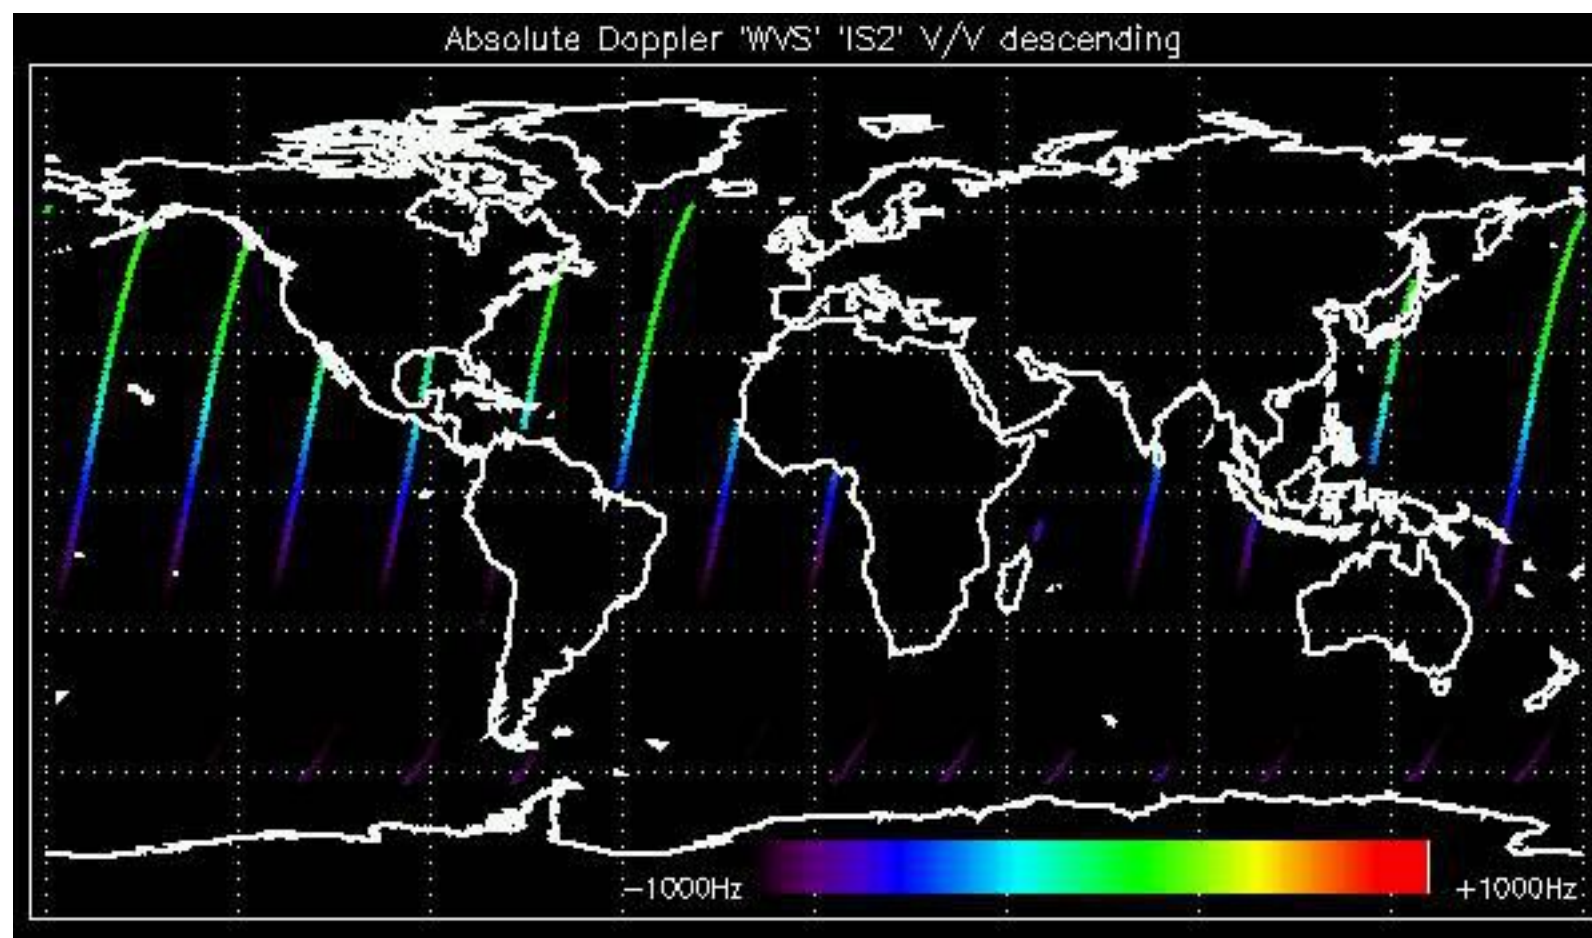 Absolute Doppler 'WVS' 'IS2' V/V descending
-1000Hz +1000Hz